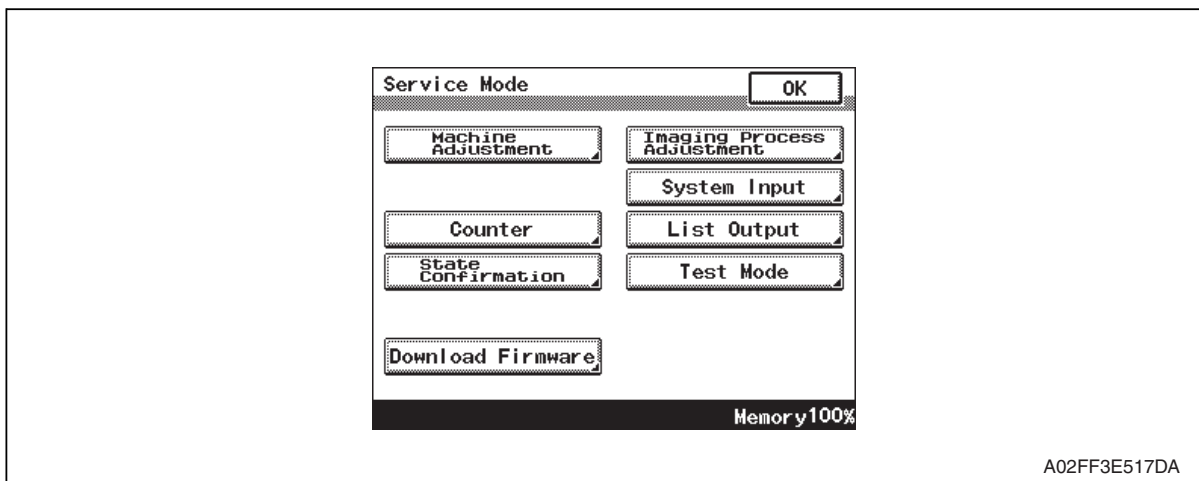 Service Mode
OK
Machine
Adjustment
Imaging Process
Adjustment
System Input
Counter
List Output
State
Confirmation
Test Mode
Download Firmware
Memory100%
A02FF3E517DA